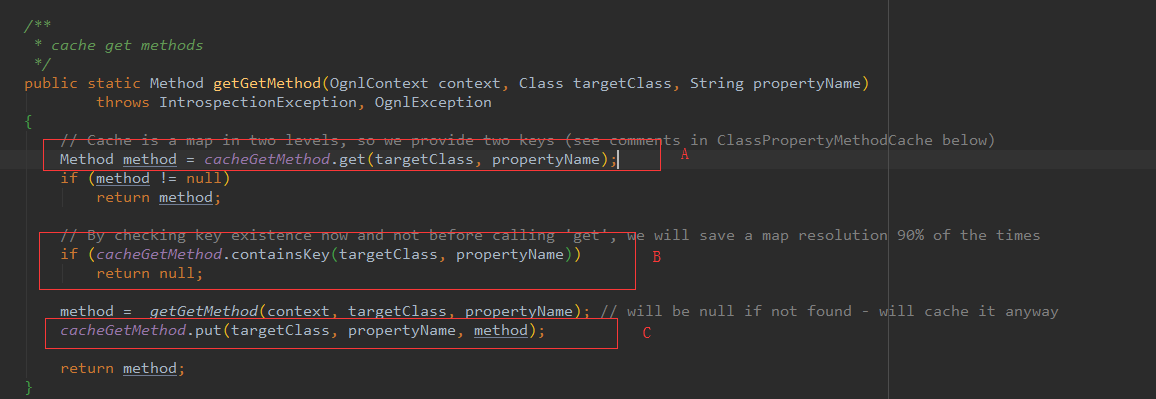 /**
 * cache get methods
 */
public static Method getGetMethod(OgnlContext context, Class targetClass, String propertyName)
        throws IntrospectionException, OgnlException
{
    // Cache is a map in two levels, so we provide two keys (see comments in ClassPropertyMethodCache below)
    Method method = cacheGetMethod.get(targetClass, propertyName); A
    if (method != null)
        return method;
    // By checking key existence now and not before calling 'get', we will save a map resolution 90% of the times
    if (cacheGetMethod.containsKey(targetClass, propertyName)) B
        return null;
    method = _getGetMethod(context, targetClass, propertyName); // will be null if not found - will cache it anyway
    cacheGetMethod.put(targetClass, propertyName, method); C
    return method;
}